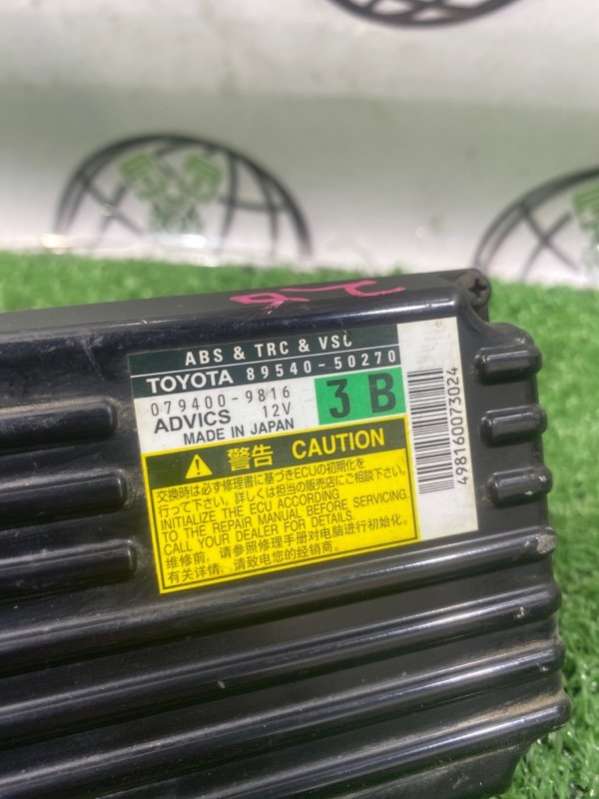 ABS & TRC & VSC
TOYOTA 89540-50270
079400-9816
ADVICS 12V
MADE IN JAPAN
3 B
498160073024
警告 CAUTION
交換時は必ず修理書に基づきECUの初期化を
行って下さい。詳しくは担当の販売店にご相談下さい。
INITIALIZE THE ECU ACCORDING
TO THE REPAIR MANUAL BEFORE SERVICING.
CALL YOUR DEALER FOR DETAILS.
维修前，请参照修理手册对电脑进行初始化。
有关详情，请致电您的经销商。